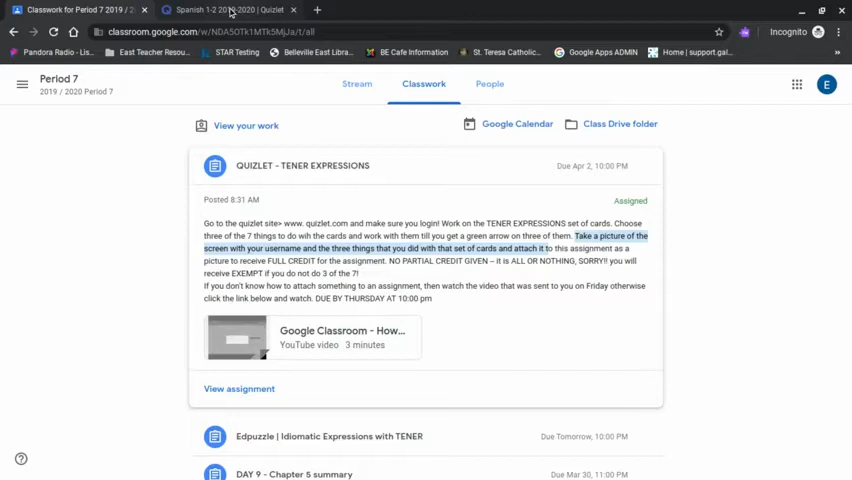 Classwork for Period 7 2019 / 2
Spanish 1-2 2019-2020 | Quizlet
classroom.google.com/w/NDA5OTk1MTk5MjJa/t/all
Incognito
Pandora Radio - Lis...
East Teacher Resou...
STAR Testing
Belleville East Libra...
BE Cafe Information
St. Teresa Catholic...
Google Apps ADMIN
Home | support.gal...
Period 7
2019 / 2020 Period 7
Stream
Classwork
People
E
View your work
Google Calendar
Class Drive folder
QUIZLET - TENER EXPRESSIONS
Due Apr 2, 10:00 PM
Posted 8:31 AM
Assigned
Go to the quizlet site> www. quizlet.com and make sure you login! Work on the TENER EXPRESSIONS set of cards. Choose
three of the 7 things to do wih the cards and work with them till you get a green arrow on three of them. Take a picture of the
screen with your username and the three things that you did with that set of cards and attach it to this assignment as a
picture to receive FULL CREDIT for the assignment. NO PARTIAL CREDIT GIVEN – it is ALL OR NOTHING, SORRY!! you will
receive EXEMPT if you do not do 3 of the 7!
If you don't know how to attach something to an assignment, then watch the video that was sent to you on Friday otherwise
click the link below and watch. DUE BY THURSDAY AT 10:00 pm
Google Classroom - How...
YouTube video 3 minutes
View assignment
Edpuzzle | Idiomatic Expressions with TENER
Due Tomorrow, 10:00 PM
DAY 9 - Chapter 5 summary
Due Mar 30, 11:00 PM